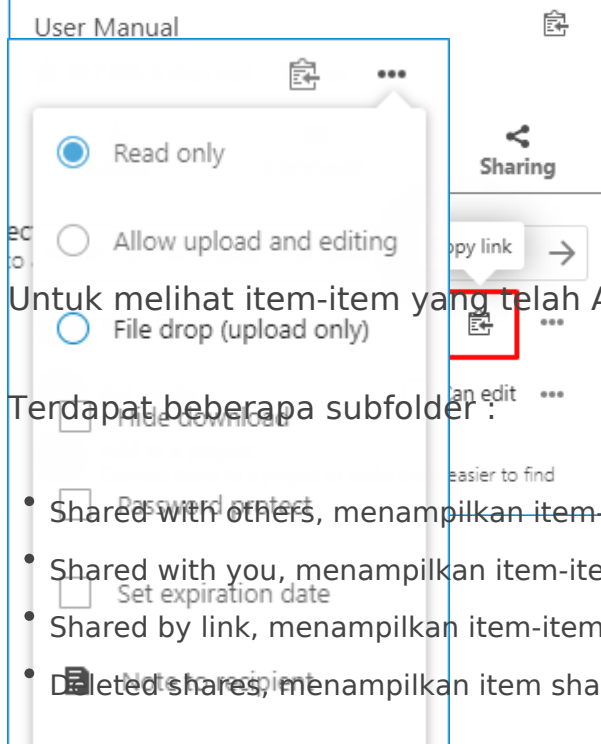 User Manual
Read only
Sharing
Allow upload and editing
opy link
Untuk melihat item-item yang telah A
File drop (upload only)
an edit
Terdapat beberapa subfolder :
Hide download
easier to find
Shared with others, menampilkan item-
Password protect
Shared with you, menampilkan item-ite
Set expiration date
Shared by link, menampilkan item-item
Deleted shares, menampilkan item sha
Note to recipient